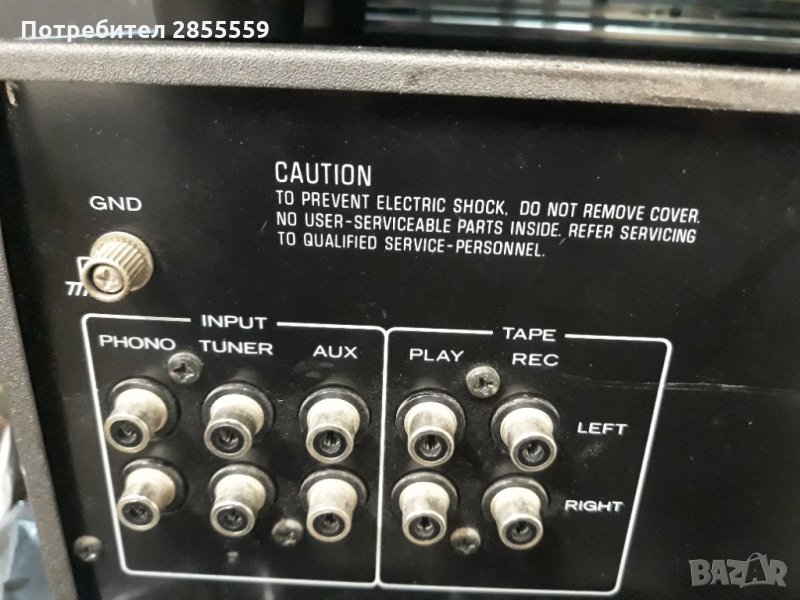 Потребител 2855559
CAUTION
TO PREVENT ELECTRIC SHOCK, DO NOT REMOVE COVER.
NO USER-SERVICEABLE PARTS INSIDE. REFER SERVICING
TO QUALIFIED SERVICE-PERSONNEL.
GND
INPUT
PHONO TUNER AUX
TAPE
PLAY REC
LEFT
RIGHT
BAZAR